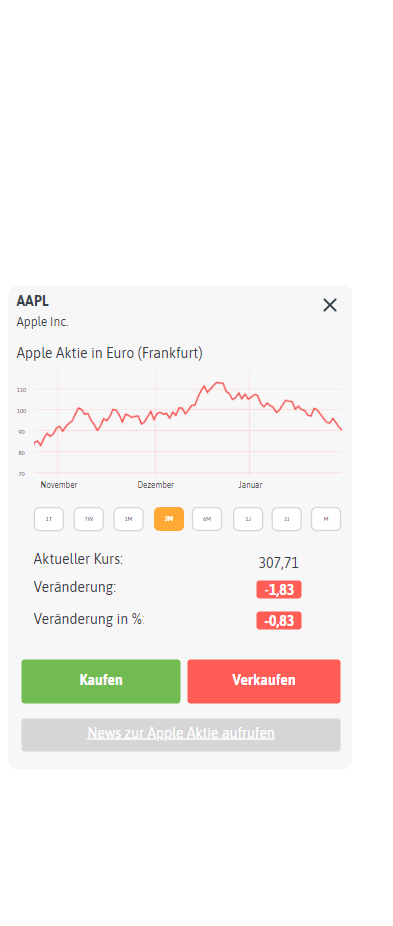 AAPL
Apple Inc.
Apple Aktie in Euro (Frankfurt)
110
100
90
80
70
November Dezember Januar
1T 1W 1M 3M 6M 1J 2J M
Aktueller Kurs: 307,71
Veränderung: -1,83
Veränderung in %: -0,83
Kaufen Verkaufen
News zur Apple Aktie aufrufen